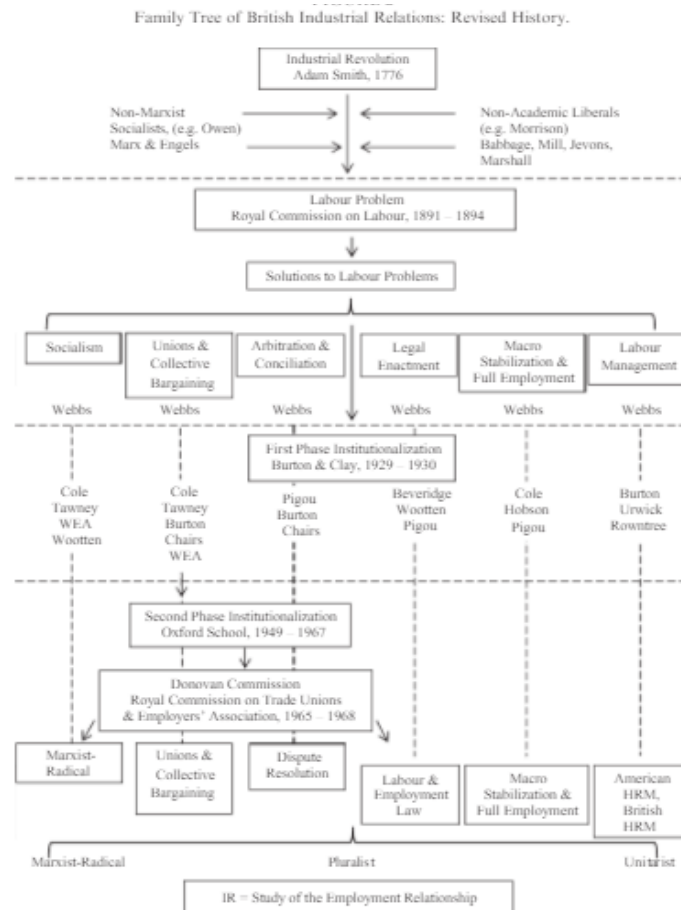 Family Tree of British Industrial Relations: Revised History.
Industrial Revolution
Adam Smith, 1776
Non-Marxist
Socialists, (e.g. Owen)
Marx & Engels
Non-Academic Liberals
(e.g. Morrison)
Babbage, Mill, Jevons,
Marshall
Labour Problem
Royal Commission on Labour, 1891 – 1894
Solutions to Labour Problems
Socialism
Unions &
Collective
Bargaining
Arbitration &
Conciliation
Legal
Enactment
Macro
Stabilization &
Full Employment
Labour
Management
Webbs
Webbs
Webbs
Webbs
Webbs
Webbs
First Phase Institutionalization
Burton & Clay, 1929 – 1930
Cole
Tawney
WEA
Wootten
Cole
Tawney
Burton
Chairs
WEA
Pigou
Burton
Chairs
Beveridge
Wootten
Pigou
Cole
Hobson
Pigou
Burton
Urwick
Rowntree
Second Phase Institutionalization
Oxford School, 1949 – 1967
Donovan Commission
Royal Commission on Trade Unions
& Employers' Association, 1965 – 1968
Marxist-
Radical
Unions &
Collective
Bargaining
Dispute
Resolution
Labour &
Employment
Law
Macro
Stabilization &
Full Employment
American
HRM,
British
HRM
Marxist-Radical
Pluralist
Unitarist
IR = Study of the Employment Relationship